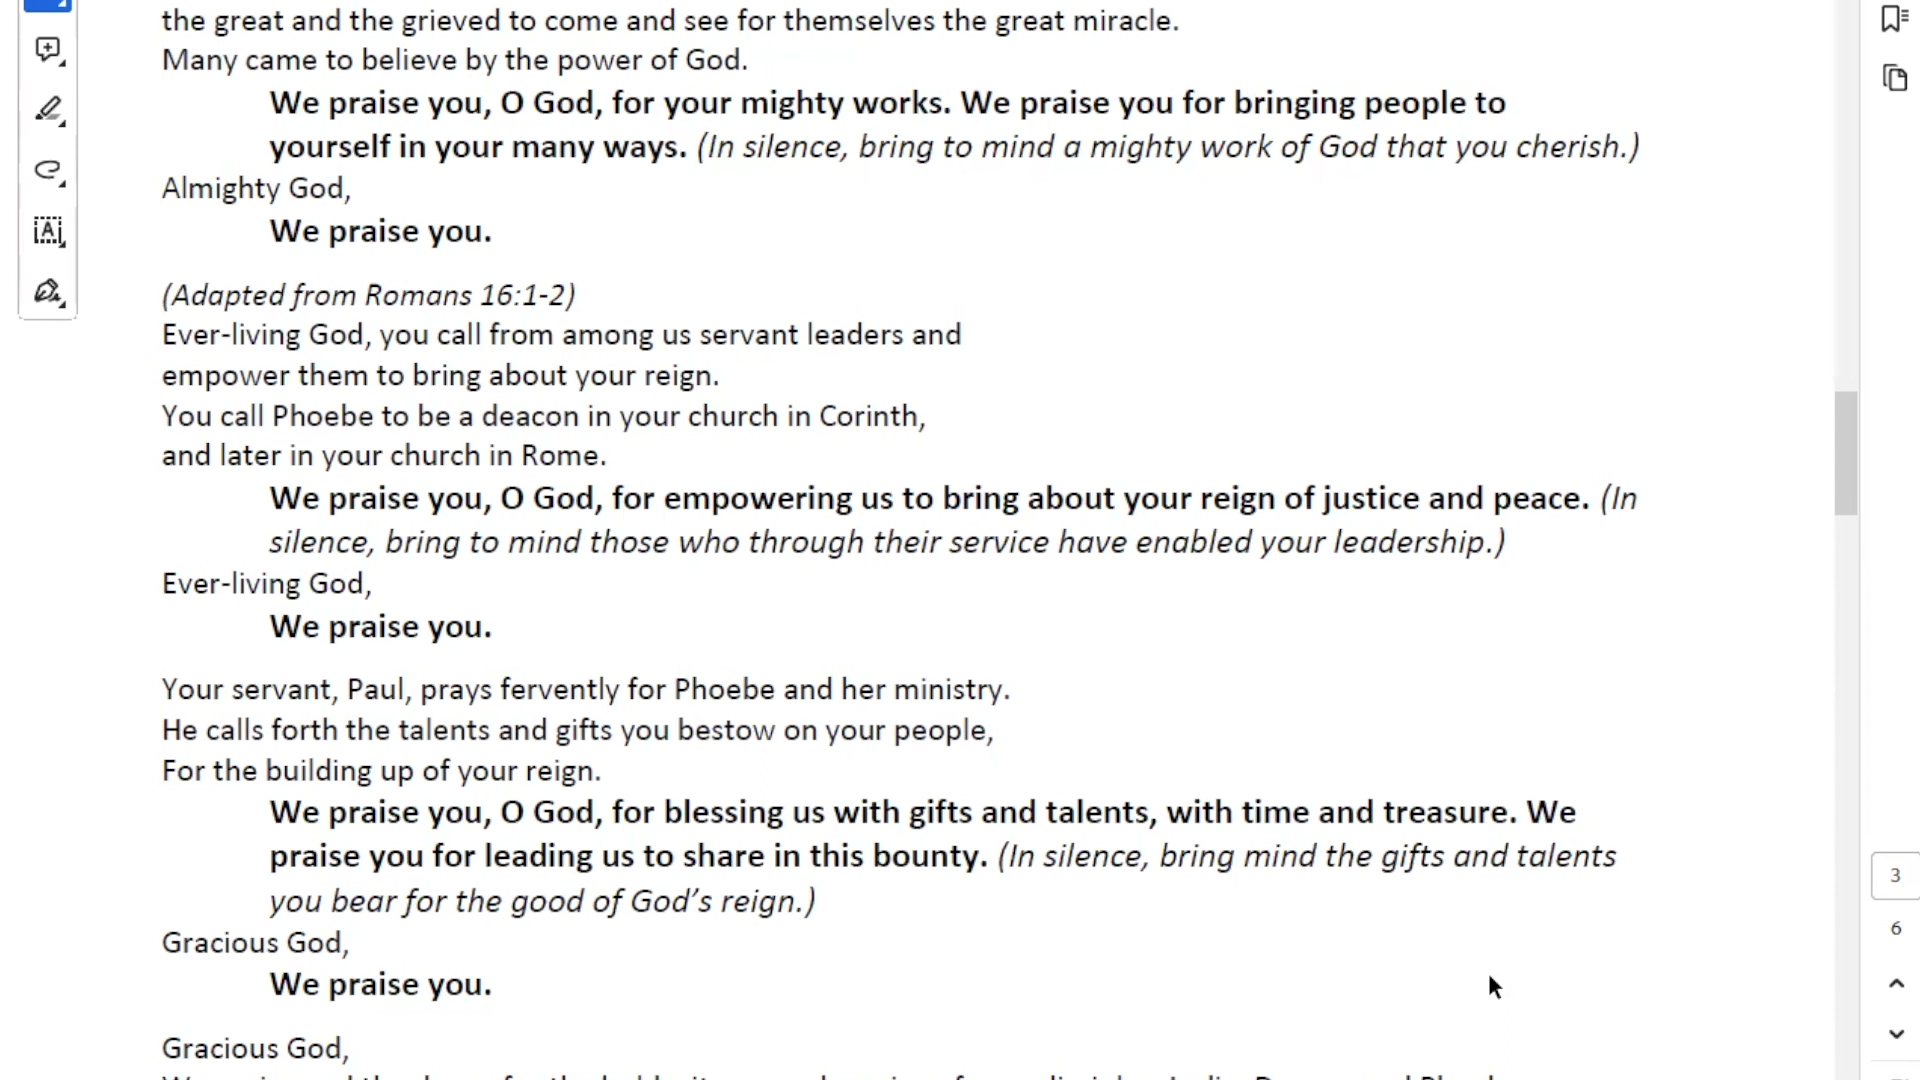 the great and the grieved to come and see for themselves the great miracle.
Many came to believe by the power of God.
We praise you, O God, for your mighty works. We praise you for bringing people to
yourself in your many ways. (In silence, bring to mind a mighty work of God that you cherish.)
Almighty God,
We praise you.
(Adapted from Romans 16:1-2)
Ever-living God, you call from among us servant leaders and
empower them to bring about your reign.
You call Phoebe to be a deacon in your church in Corinth,
and later in your church in Rome.
We praise you, O God, for empowering us to bring about your reign of justice and peace. (In
silence, bring to mind those who through their service have enabled your leadership.)
Ever-living God,
We praise you.
Your servant, Paul, prays fervently for Phoebe and her ministry.
He calls forth the talents and gifts you bestow on your people,
For the building up of your reign.
We praise you, O God, for blessing us with gifts and talents, with time and treasure. We
praise you for leading us to share in this bounty. (In silence, bring mind the gifts and talents
you bear for the good of God’s reign.)
Gracious God,
We praise you.
Gracious God,
3
6